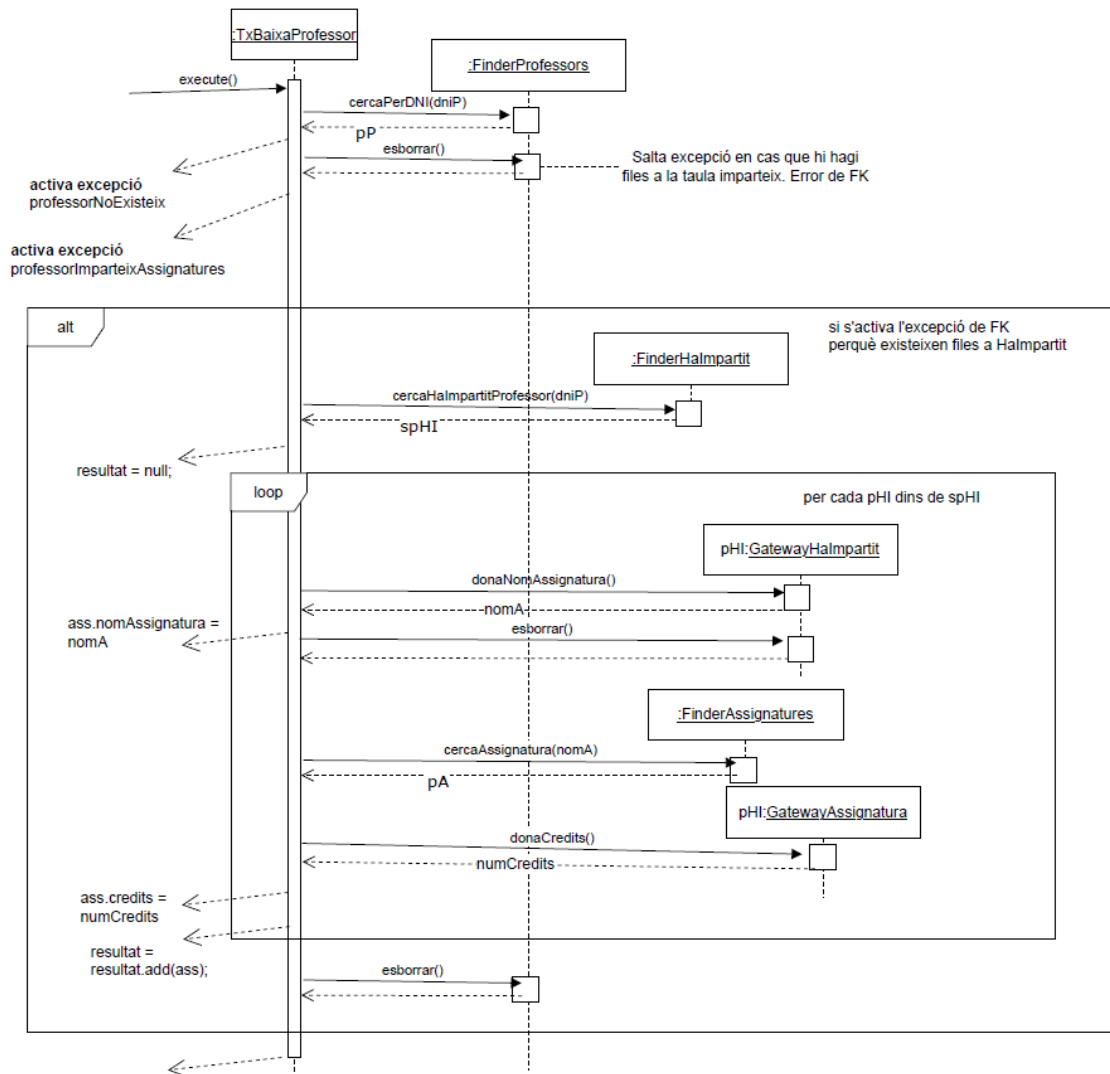 :TxBaixaProfessor
:FinderProfessors
execute()
cercaPerDNI(dniP)
pP
esborrar()
Salta excepció en cas que hi hagi
files a la taula imparteix. Error de FK
activa excepció
professorNoExisteix
activa excepció
professorImparteixAssignatures
alt
si s'activa l'excepció de FK
perquè existeixen files a HaImpartit
:FinderHaImpartit
cercaHaImpartitProfessor(dniP)
spHI
resultat = null;
loop
per cada pHI dins de spHI
pHI:GatewayHaImpartit
donaNomAssignatura()
nomA
ass.nomAssignatura =
nomA
esborrar()
:FinderAssignatures
cercaAssignatura(nomA)
pA
pHI:GatewayAssignatura
donaCredits()
numCredits
ass.credits =
numCredits
resultat =
resultat.add(ass);
esborrar()